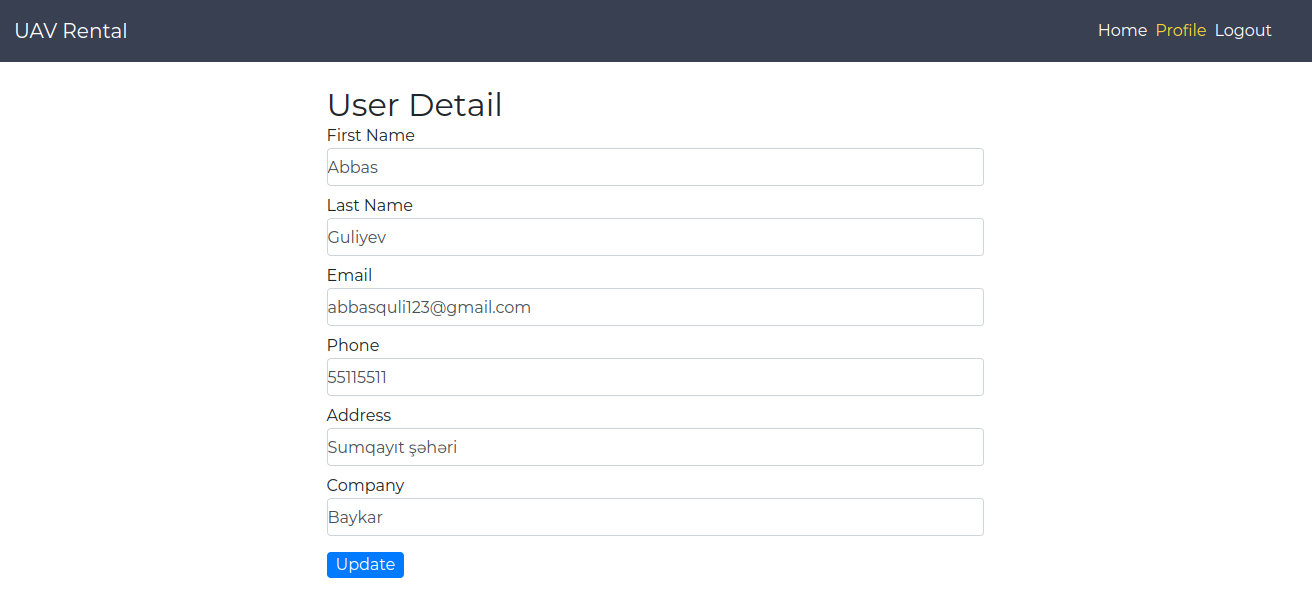 UAV Rental
Home Profile Logout
User Detail
First Name
Abbas
Last Name
Guliyev
Email
abbasquli123@gmail.com
Phone
55115511
Address
Sumqayıt şəhəri
Company
Baykar
Update